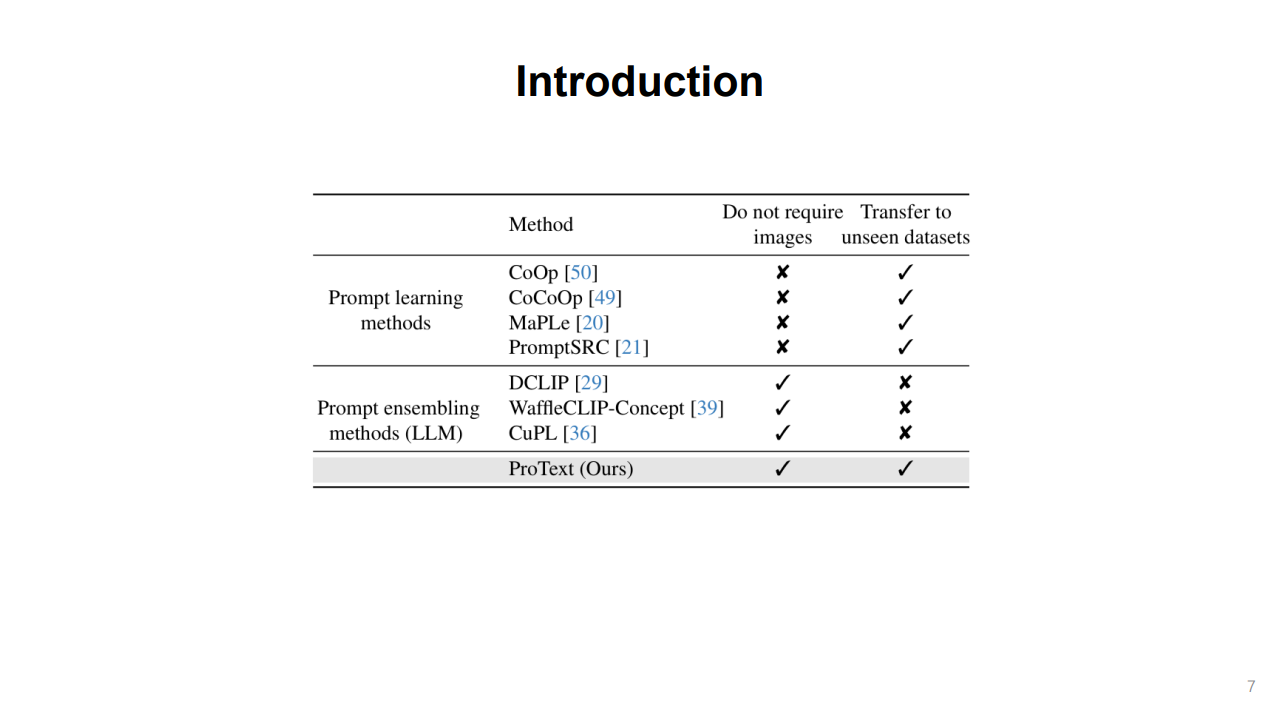 Introduction
Method
Do not require images
Transfer to unseen datasets
Prompt learning methods
CoOp [50] ✘ ✓
CoCoOp [49] ✘ ✓
MaPLe [20] ✘ ✓
PromptSRC [21] ✘ ✓
Prompt ensembling methods (LLM)
DCLIP [29] ✓ ✘
WaffleCLIP-Concept [39] ✓ ✘
CuPL [36] ✓ ✘
ProText (Ours) ✓ ✓
7